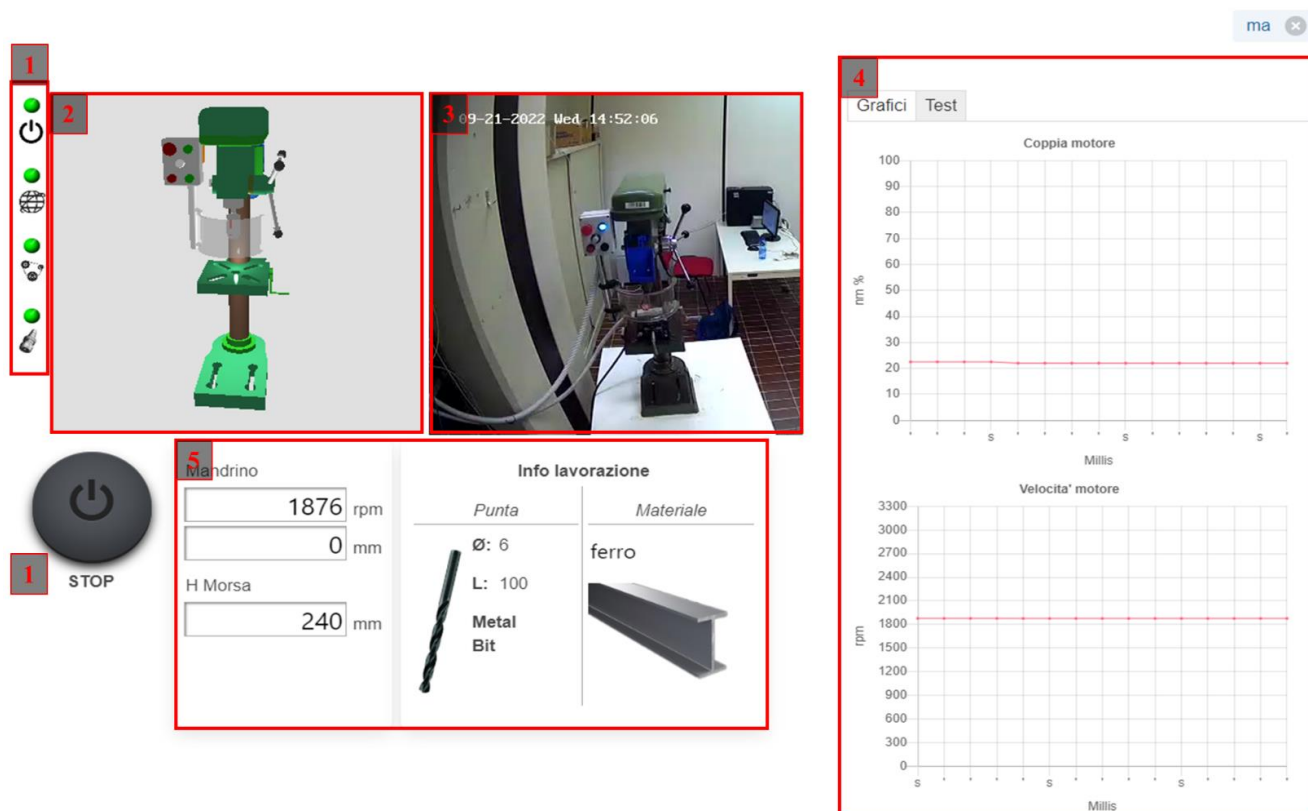 ma
1
2
3
09-21-2022 Wed 14:52:06
4
Grafici Test
Coppia motore
100
90
80
70
60
50
40
30
20
10
0
nm %
s s s
Millis
Velocita' motore
3300
3000
2700
2400
2100
1800
1500
1200
900
600
300
0
rpm
s s s
Millis
1
STOP
5
Mandrino
1876 rpm
0 mm
H Morsa
240 mm
Info lavorazione
Punta Materiale
Ø: 6
L: 100
Metal
Bit
ferro